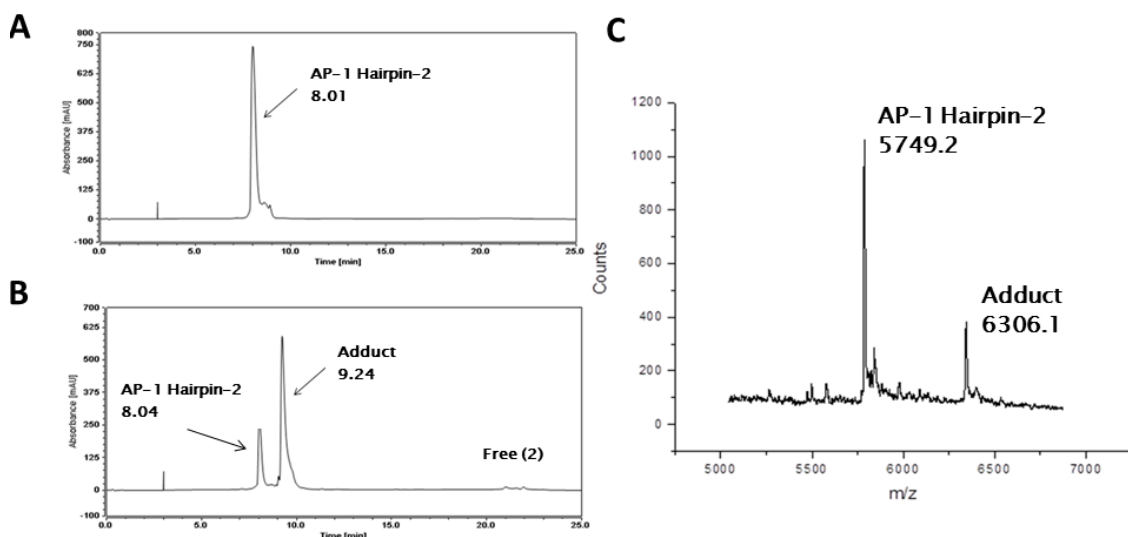 A
800
750
625
500
375
250
125
0
-100
Absorbance [mAU]
AP-1 Hairpin-2
8.01
0.0 5.0 10.0 15.0 20.0 25.0
Time [min]
B
700
625
500
375
250
125
0
-100
Absorbance [mAU]
AP-1 Hairpin-2
8.04
Adduct
9.24
Free (2)
0.0 5.0 10.0 15.0 20.0 25.0
Time [min]
C
1200
1000
800
600
400
200
0
Counts
AP-1 Hairpin-2
5749.2
Adduct
6306.1
5000 5500 6000 6500 7000
m/z